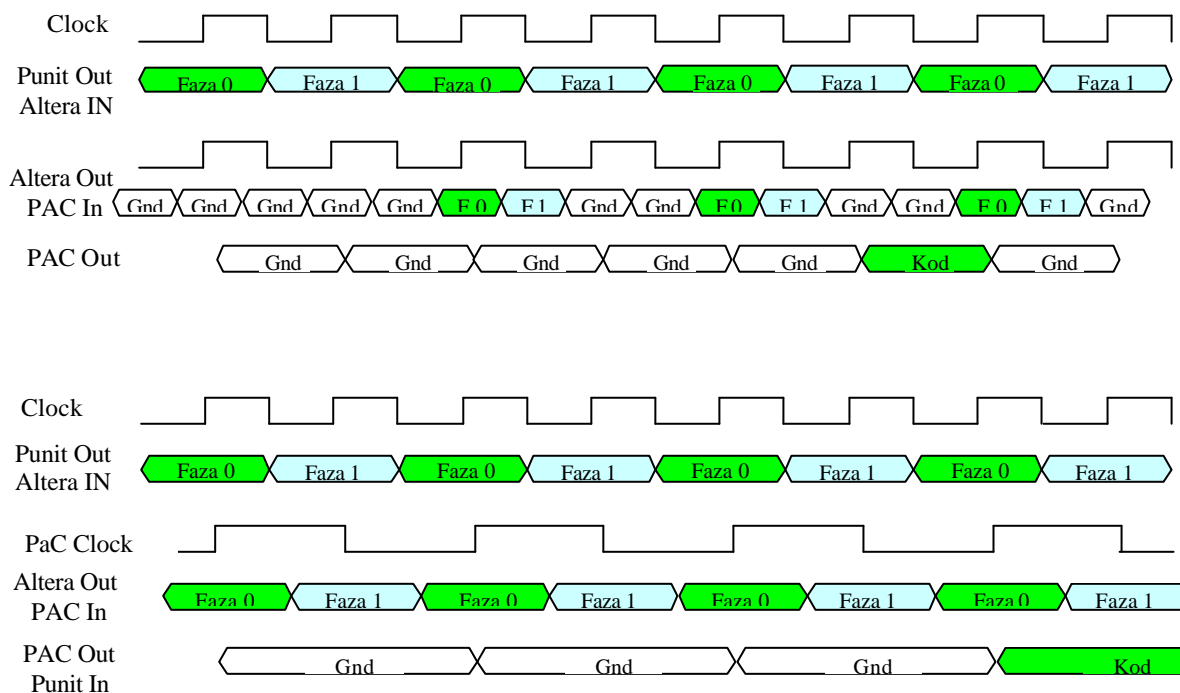 Clock
Punit Out
Altera IN
Faza 0 Faza 1 Faza 0 Faza 1 Faza 0 Faza 1 Faza 0 Faza 1
Altera Out
PAC In
Gnd Gnd Gnd Gnd Gnd F 0 F 1 Gnd Gnd F 0 F 1 Gnd Gnd F 0 F 1 Gnd
PAC Out
Gnd Gnd Gnd Gnd Gnd Kod Gnd
Clock
Punit Out
Altera IN
Faza 0 Faza 1 Faza 0 Faza 1 Faza 0 Faza 1 Faza 0 Faza 1
PaC Clock
Altera Out
PAC In
Faza 0 Faza 1 Faza 0 Faza 1 Faza 0 Faza 1 Faza 0 Faza 1
PAC Out
Punit In
Gnd Gnd Gnd Kod